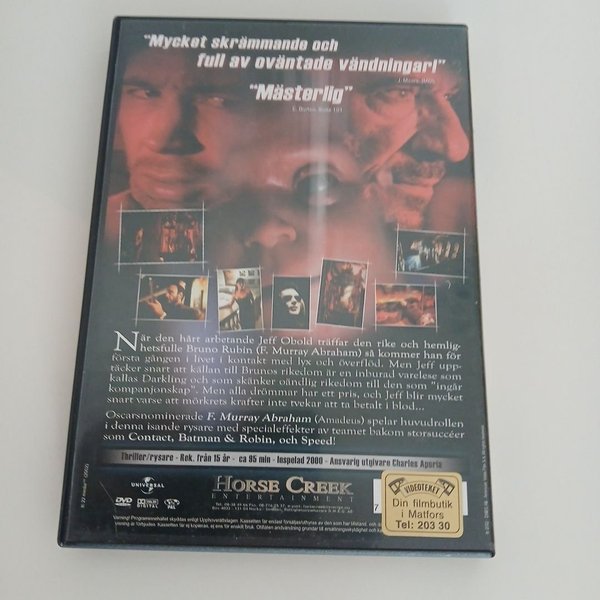 "Mycket skrämmande och
full av oväntade vändningar!"
"Mästerlig"
När den hårt arbetande Jeff Obold träffar den rike och hemlig-
hetsfulle Bruno Rubin (F. Murray Abraham) så kommer han för
första gången i livet i kontakt med lyx och överflöd. Men Jeff upp-
täcker snart att källan till Brunos rikedom är en inburad varelse som
kallas Darkling och som skänker oändlig rikedom till den som "ingår
kompanjonskap". Men alla drömmar har ett pris, och Jeff blir mycket
snart varse att mörkrets krafter inte tvekar att ta betalt i blod...
Oscarsnominerade F. Murray Abraham (Amadeus) spelar huvudrollen
i denna isande rysare med specialeffekter av teamet bakom storsuccéer
som Contact, Batman & Robin, och Speed!
Thriller/rysare - Rek. från 15 år - ca 95 min - Inspelad 2000 - Ansvarig utgivare Charles Aperia
UNIVERSAL
HORSE CREEK
ENTERTAINMENT
DVD
DOLBY
DIGITAL
PAL
7
VIDEOTEKET
Din filmbutik
i Matfors
Tel: 203 30